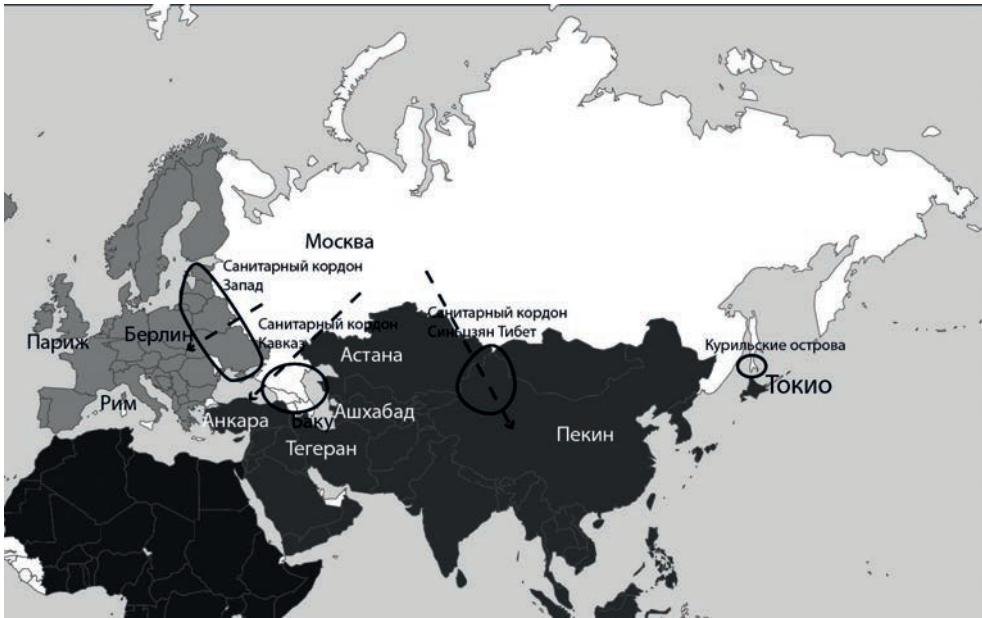 Москва
Санитарный кордон
Запад
Санитарный кордон
Кавказ
Санитарный кордон
Синьцзян Тибет
Курильские острова
Париж
Берлин
Астана
Токио
Рим
Анкара
Баку
Ашхабад
Тегеран
Пекин